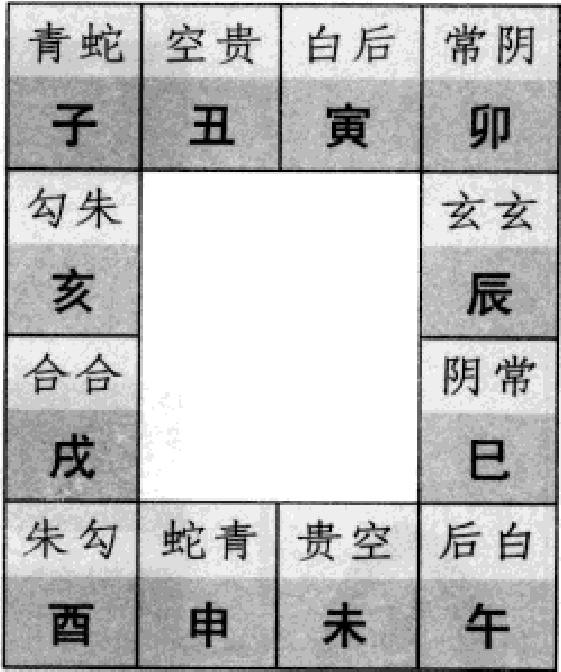 青蛇 空贵 白后 常阴
子 丑 寅 卯
勾朱 玄玄
亥 辰
合合 阴常
戌 巳
朱勾 蛇青 贵空 后白
酉 申 未 午